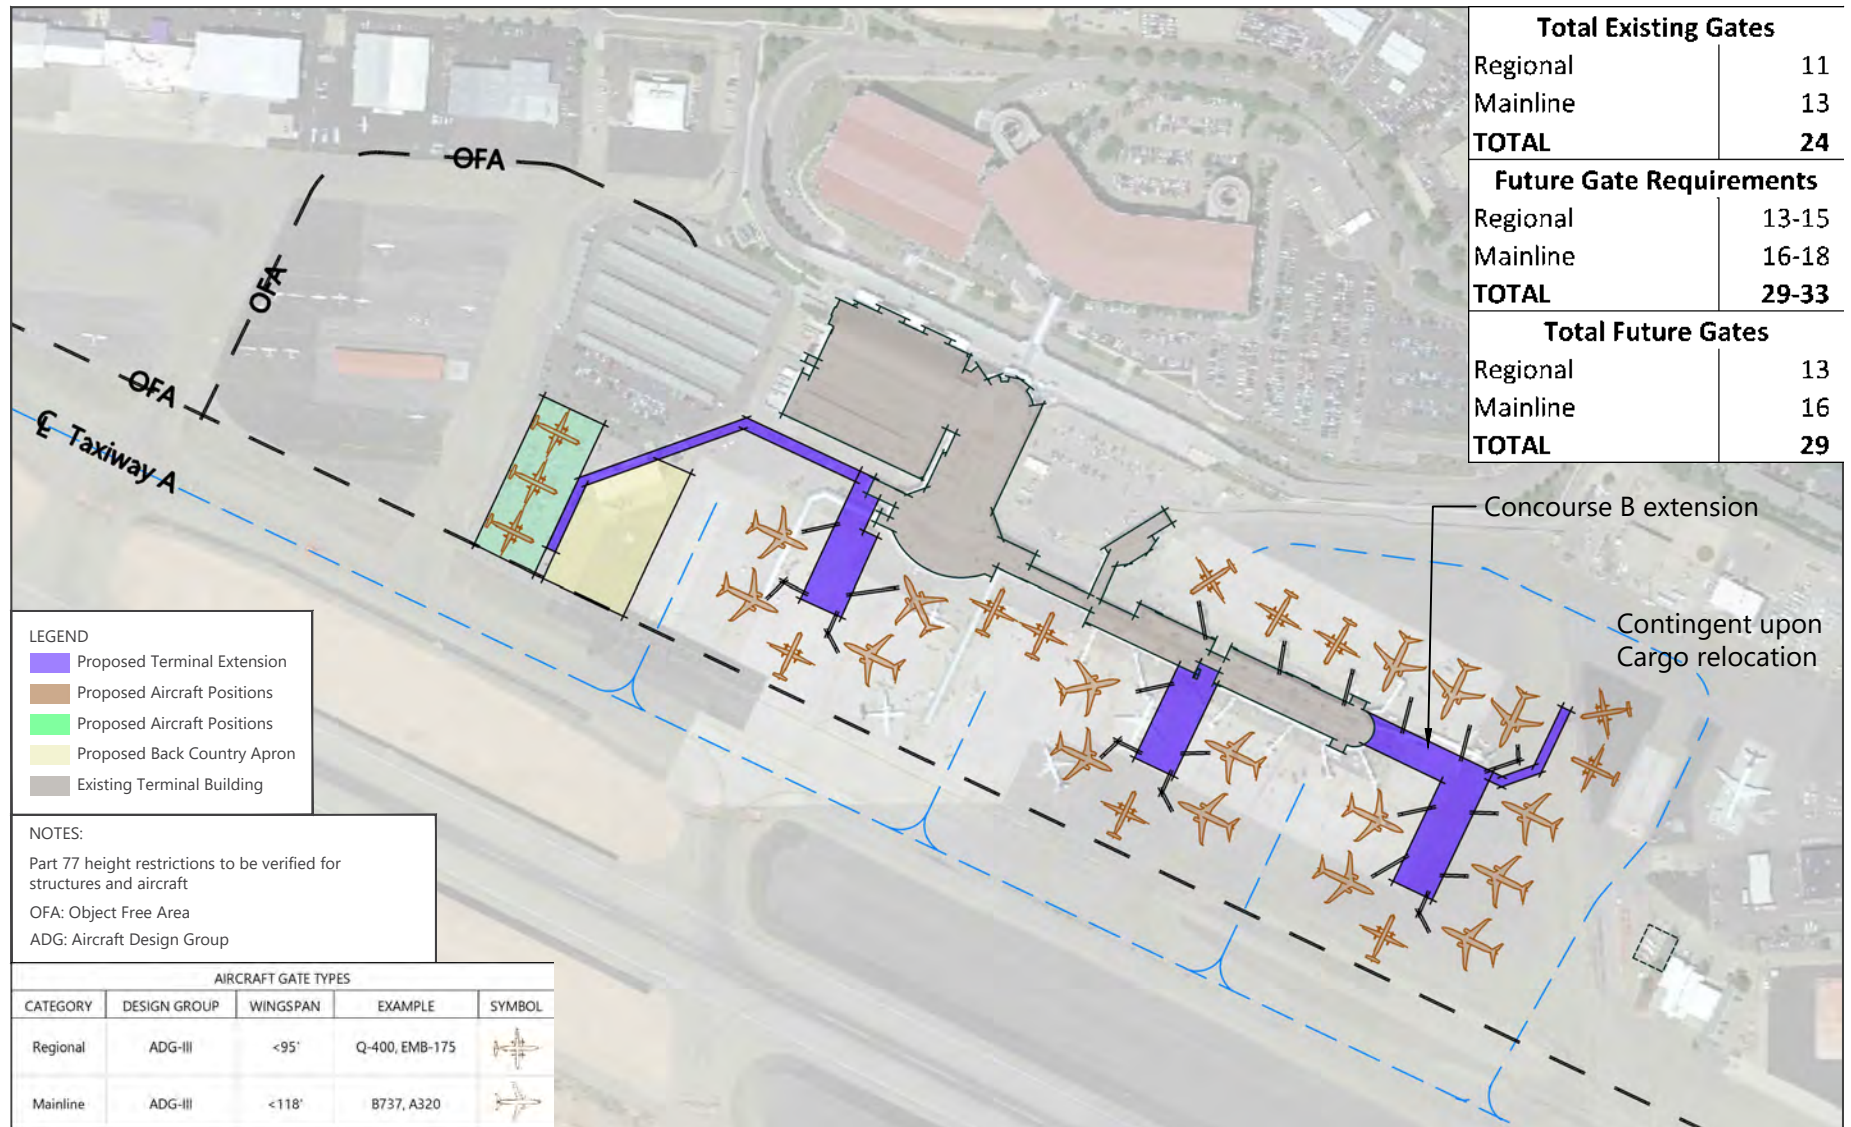 Total Existing Gates
Regional 11
Mainline 13
TOTAL 24
Future Gate Requirements
Regional 13-15
Mainline 16-18
TOTAL 29-33
Total Future Gates
Regional 13
Mainline 16
TOTAL 29
OFA
OFA
OFA
℄ Taxiway A
Concourse B extension
Contingent upon
Cargo relocation
LEGEND
Proposed Terminal Extension
Proposed Aircraft Positions
Proposed Aircraft Positions
Proposed Back Country Apron
Existing Terminal Building
NOTES:
Part 77 height restrictions to be verified for
structures and aircraft
OFA: Object Free Area
ADG: Aircraft Design Group
AIRCRAFT GATE TYPES
CATEGORY DESIGN GROUP WINGSPAN EXAMPLE SYMBOL
Regional ADG-III <95' Q-400, EMB-175
Mainline ADG-III <118' B737, A320